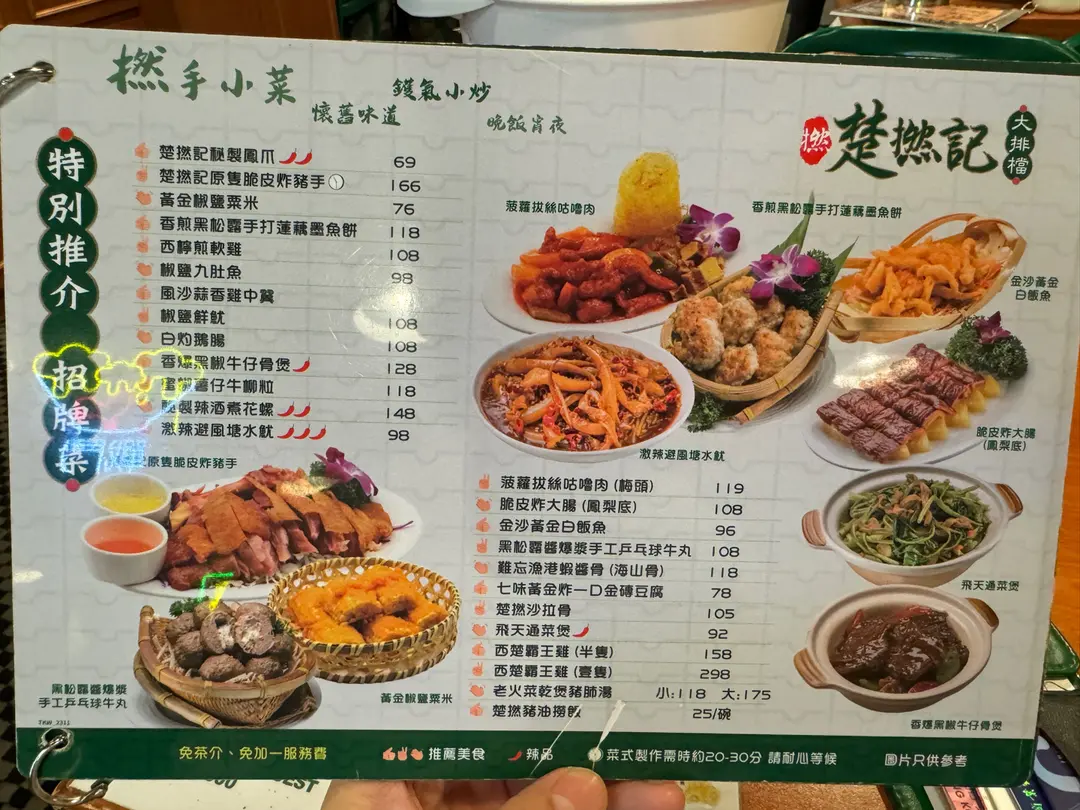 撚手小菜
鑊氣小炒
懷舊味道
晚飯宵夜
撚 楚撚記 大排檔
特別推介
招牌菜
楚撚記秘製鳳爪 69
楚撚記原隻脆皮炸豬手 166
黃金椒鹽粟米 76
香煎黑松露手打蓮藕墨魚餅 118
西檸煎軟雞 108
椒鹽九肚魚 98
風沙蒜香雞中翼
椒鹽鮮魷 108
白灼鵝腸 108
香爆黑椒牛仔骨煲 128
薯仔牛柳粒 118
製辣酒煮花螺 148
激辣避風塘水魷 98
菠蘿拔絲咕嚕肉
香煎黑松露手打蓮藕墨魚餅
金沙黃金
白飯魚
激辣避風塘水魷
脆皮炸大腸
(鳳梨底)
原隻脆皮炸豬手
菠蘿拔絲咕嚕肉 (梅頭) 119
脆皮炸大腸 (鳳梨底) 108
金沙黃金白飯魚 96
黑松露醬爆漿手工乒乓球牛丸 108
難忘漁港蝦醬骨 (海山骨) 118
七味黃金炸一口金磚豆腐 78
楚撚沙拉骨 105
飛天通菜煲 92
西楚霸王雞 (半隻) 158
西楚霸王雞 (壹隻) 298
老火菜乾煲豬𦟌湯 小:118 大:175
楚撚豬油撈飯 25/碗
飛天通菜煲
黑松露醬爆漿
手工乒乓球牛丸
黃金椒鹽粟米
香爆黑椒牛仔骨煲
TKW_2311
免茶介、免加一服務費 推薦美食 辣品 菜式製作需時約20-30分 請耐心等候 圖片只供參考